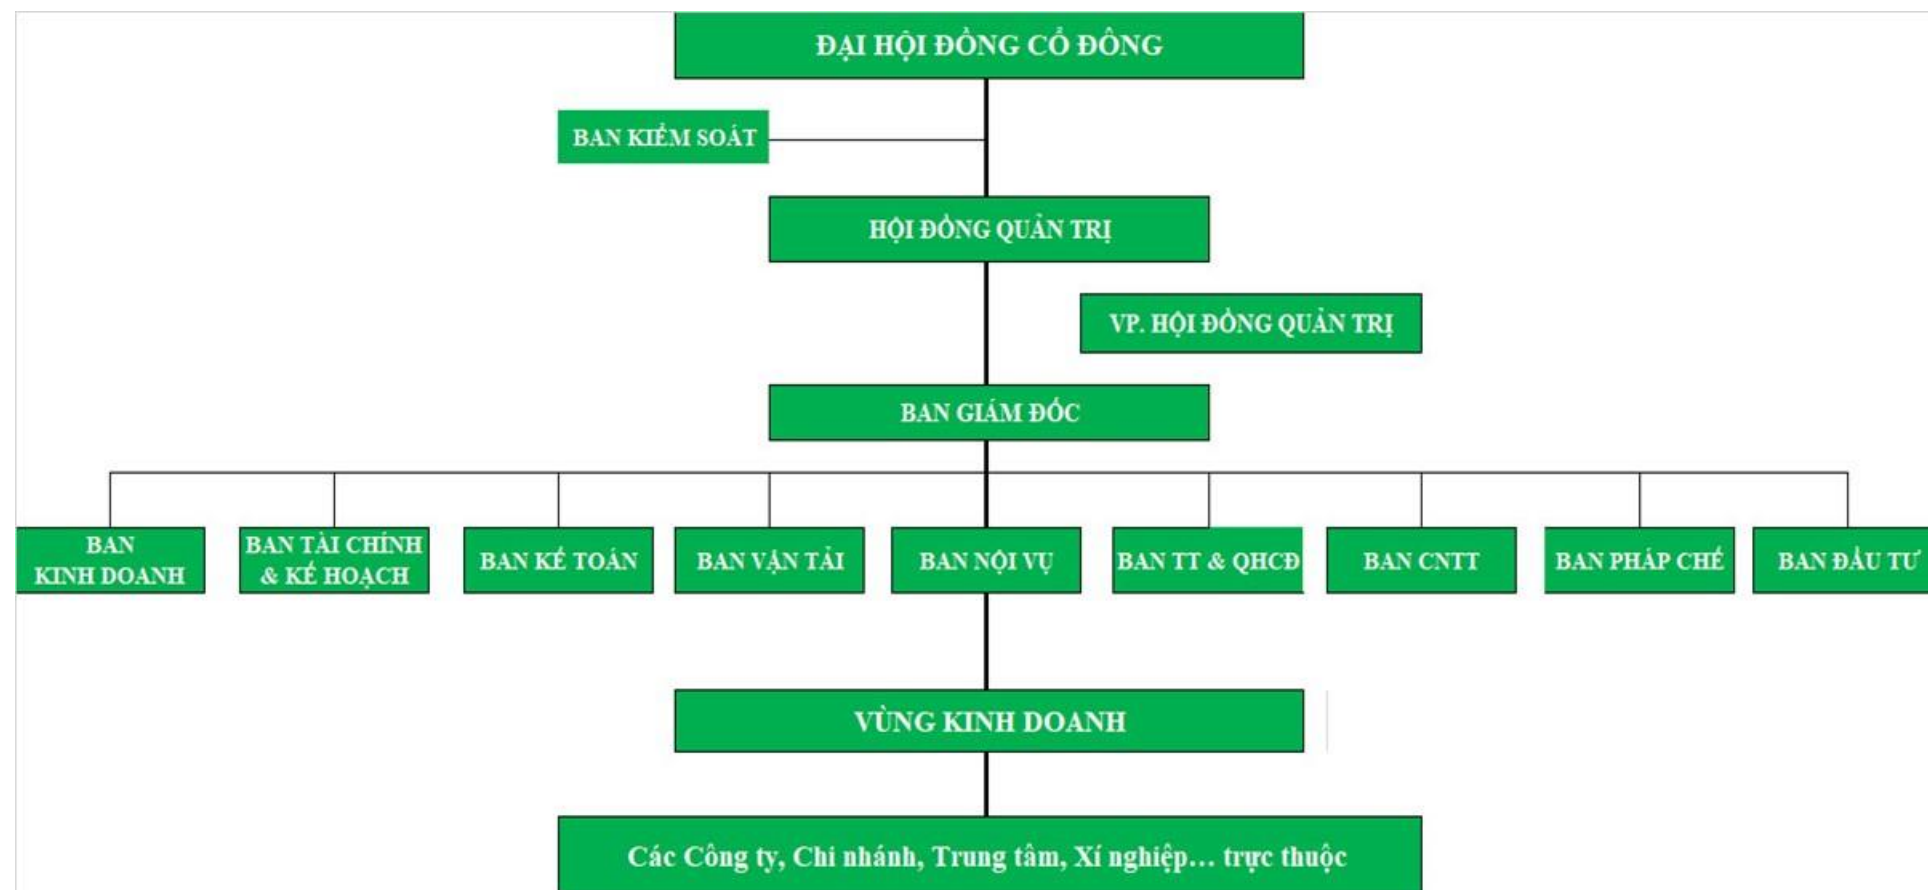 ĐẠI HỘI ĐỒNG CỔ ĐÔNG
BAN KIỂM SOÁT
HỘI ĐỒNG QUẢN TRỊ
VP. HỘI ĐỒNG QUẢN TRỊ
BAN GIÁM ĐỐC
BAN
KINH DOANH
BAN TÀI CHÍNH
& KẾ HOẠCH
BAN KẾ TOÁN
BAN VẬN TẢI
BAN NỘI VỤ
BAN TT & QHCĐ
BAN CNTT
BAN PHÁP CHẾ
BAN ĐẦU TƯ
VÙNG KINH DOANH
Các Công ty, Chi nhánh, Trung tâm, Xí nghiệp... trực thuộc